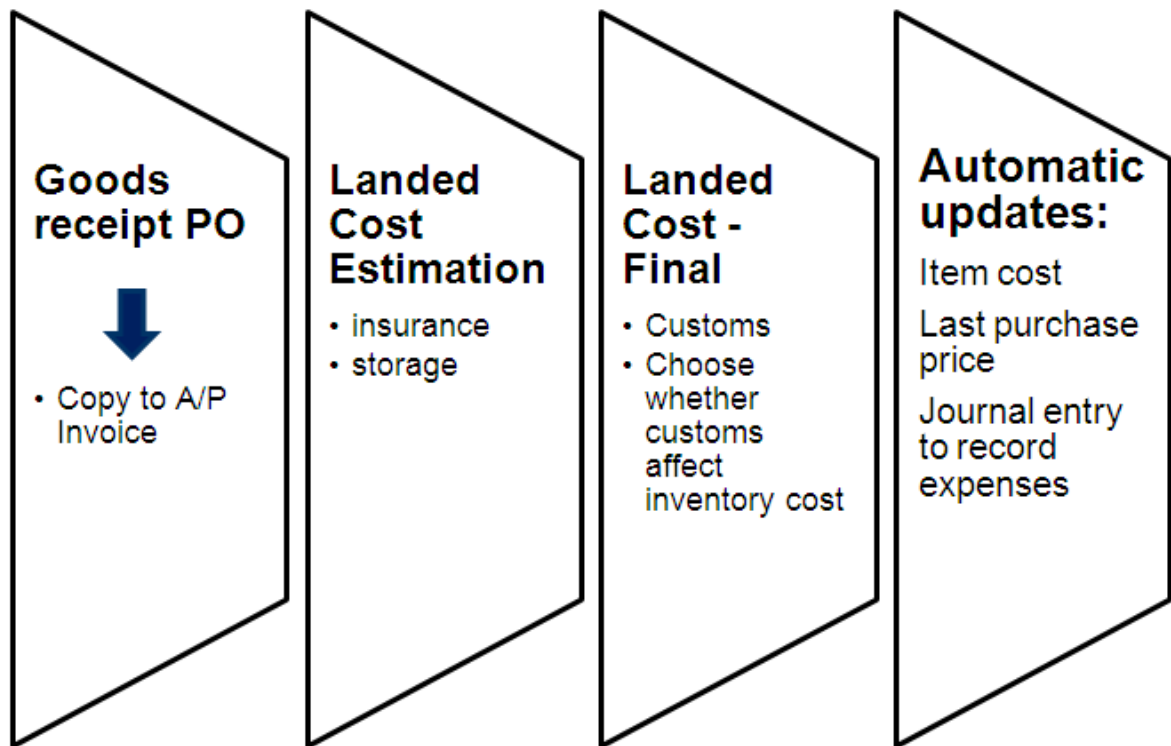 Goods
receipt PO
• Copy to A/P
Invoice
Landed
Cost
Estimation
• insurance
• storage
Landed
Cost -
Final
• Customs
• Choose
whether
customs
affect
inventory cost
Automatic
updates:
Item cost
Last purchase
price
Journal entry
to record
expenses